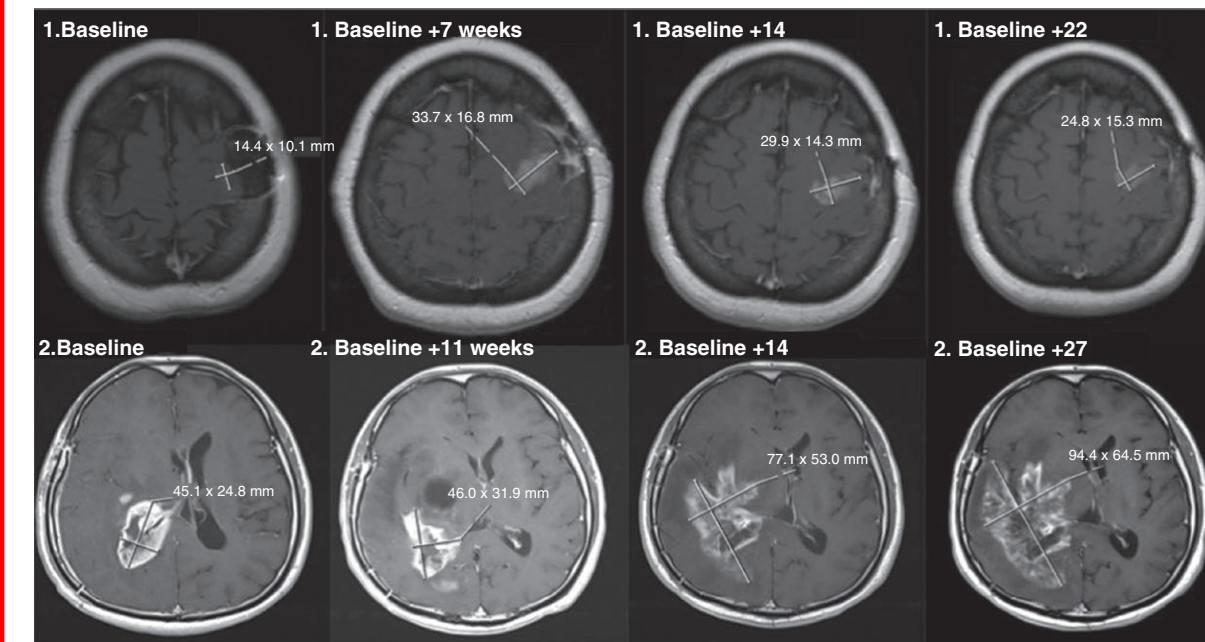 1.Baseline
1. Baseline +7 weeks
1. Baseline +14
1. Baseline +22
14.4 x 10.1 mm
33.7 x 16.8 mm
29.9 x 14.3 mm
24.8 x 15.3 mm
2.Baseline
2. Baseline +11 weeks
2. Baseline +14
2. Baseline +27
45.1 x 24.8 mm
46.0 x 31.9 mm
77.1 x 53.0 mm
94.4 x 64.5 mm